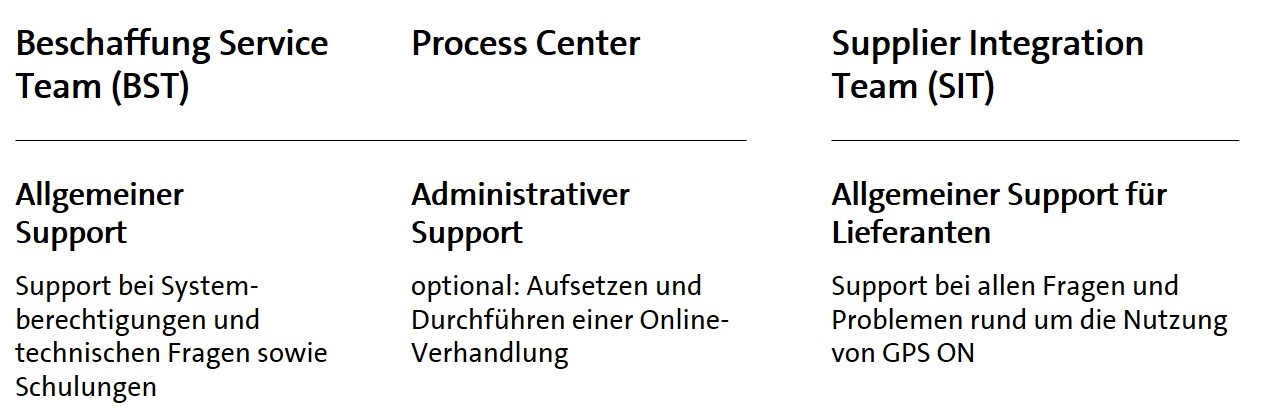 Beschaffung Service
Team (BST)
Process Center
Supplier Integration
Team (SIT)
Allgemeiner
Support
Support bei System-
berechtigungen und
technischen Fragen sowie
Schulungen
Administrativer
Support
optional: Aufsetzen und
Durchführen einer Online-
Verhandlung
Allgemeiner Support für
Lieferanten
Support bei allen Fragen und
Problemen rund um die Nutzung
von GPS ON